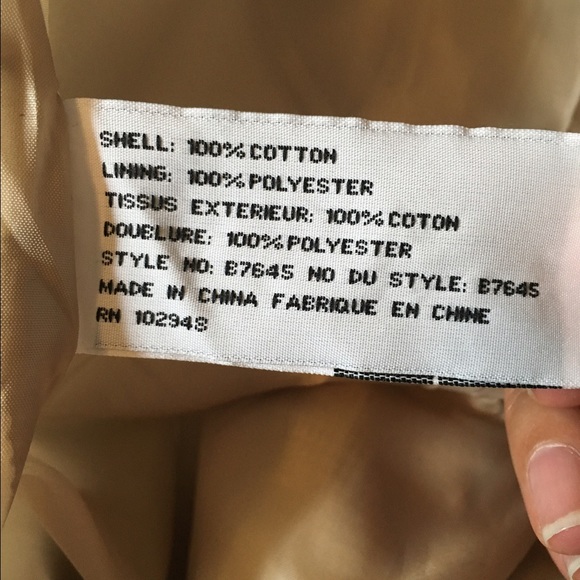 SHELL: 100% COTTON
LINING: 100% POLYESTER
TISSUS EXTERIEUR: 100% COTON
DOUBLURE: 100% POLYESTER
STYLE NO: B7645 NO DU STYLE: B7645
MADE IN CHINA FABRIQUE EN CHINE
RN 102948